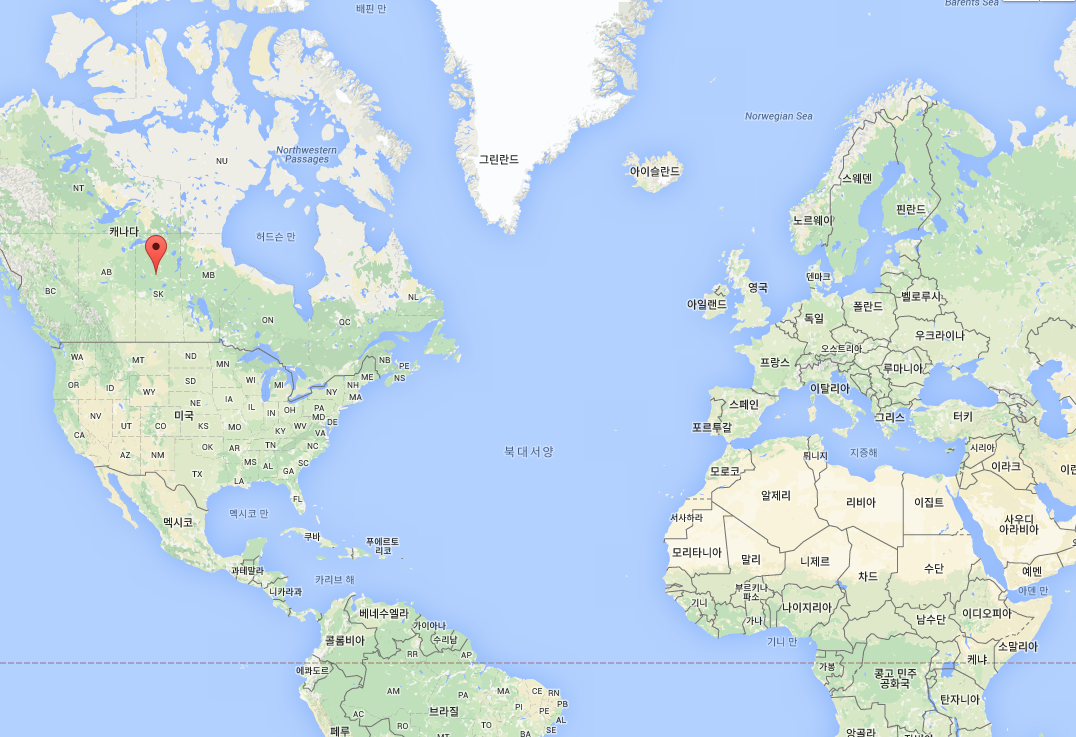 배핀 만
Barents Sea
Norwegian Sea
Northwestern
Passages
그린란드
아이슬란드
NU
NT
스웨덴
핀란드
노르웨이
캐나다
허드슨 만
AB
SK
MB
BC
NL
ON
QC
덴마크
영국
아일랜드
벨로루시
폴란드
독일
우크라이나
오스트리아
프랑스
루마니아
이탈리아
WA
MT
ND
MN
NB
PE
ME
NS
OR
ID
WY
SD
WI
MI
NY
NH
MA
NV
UT
CO
NE
IA
IL
IN
OH
PA
MD
DE
미국
KS
MO
KY
WV
VA
CA
AZ
NM
OK
AR
TN
NC
SC
MS
AL
GA
TX
LA
FL
스페인
포르투갈
그리스
터키
북대서양
지중해
튀니지
시리아
이라크
이란
모로코
알제리
리비아
이집트
사우디
아라비아
서사하라
멕시코 만
멕시코
쿠바
푸에르토
리코
과테말라
카리브 해
니카라과
모리타니아
말리
니제르
차드
수단
예멘
아덴 만
부르키나
파소
기니
가나
나이지리아
이디오피아
남수단
소말리아
기니 만
베네수엘라
가이아나
수리남
콜롬비아
RR
AP
에콰도르
가봉
콩고 민주
공화국
케냐
탄자니아
AM
PA
MA
CE
RN
PB
PI
PE
AL
SE
AC
RO
TO
BA
MT
브라질
페루
앙골라